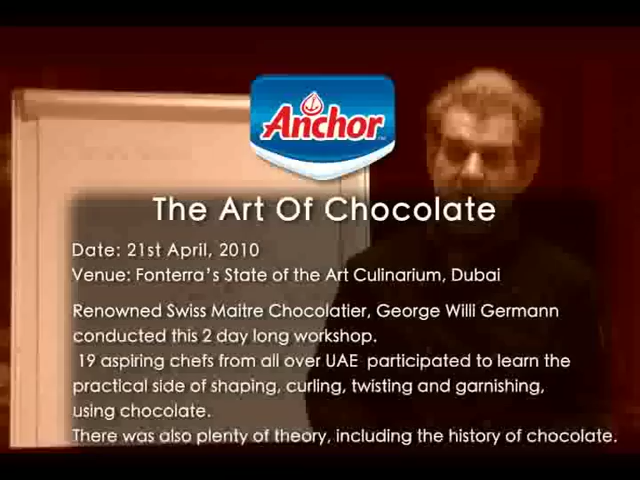 Anchor
The Art Of Chocolate
Date: 21st April, 2010
Venue: Fonterra's State of the Art Culinarium, Dubai
Renowned Swiss Maitre Chocolatier, George Willi Germann
conducted this 2 day long workshop.
19 aspiring chefs from all over UAE participated to learn the
practical side of shaping, curling, twisting and garnishing,
using chocolate.
There was also plenty of theory, including the history of chocolate.